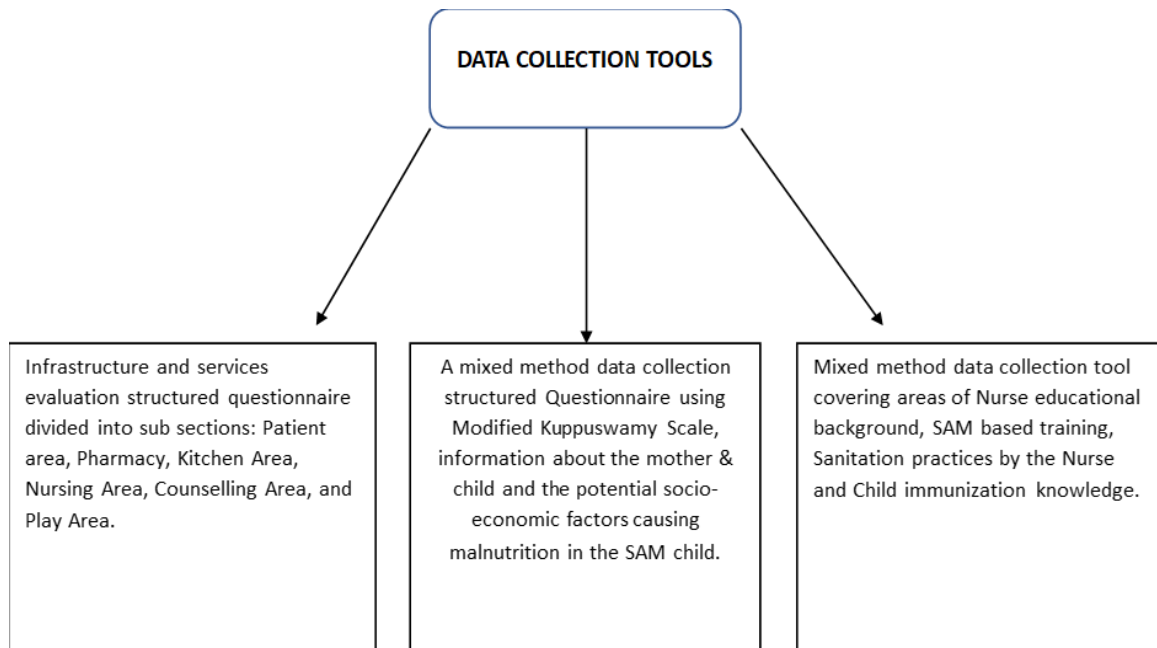 DATA COLLECTION TOOLS
Infrastructure and services
evaluation structured questionnaire
divided into sub sections: Patient
area, Pharmacy, Kitchen Area,
Nursing Area, Counselling Area, and
Play Area.
A mixed method data collection
structured Questionnaire using
Modified Kuppuswamy Scale,
information about the mother &
child and the potential socio-
economic factors causing
malnutrition in the SAM child.
Mixed method data collection tool
covering areas of Nurse educational
background, SAM based training,
Sanitation practices by the Nurse
and Child immunization knowledge.